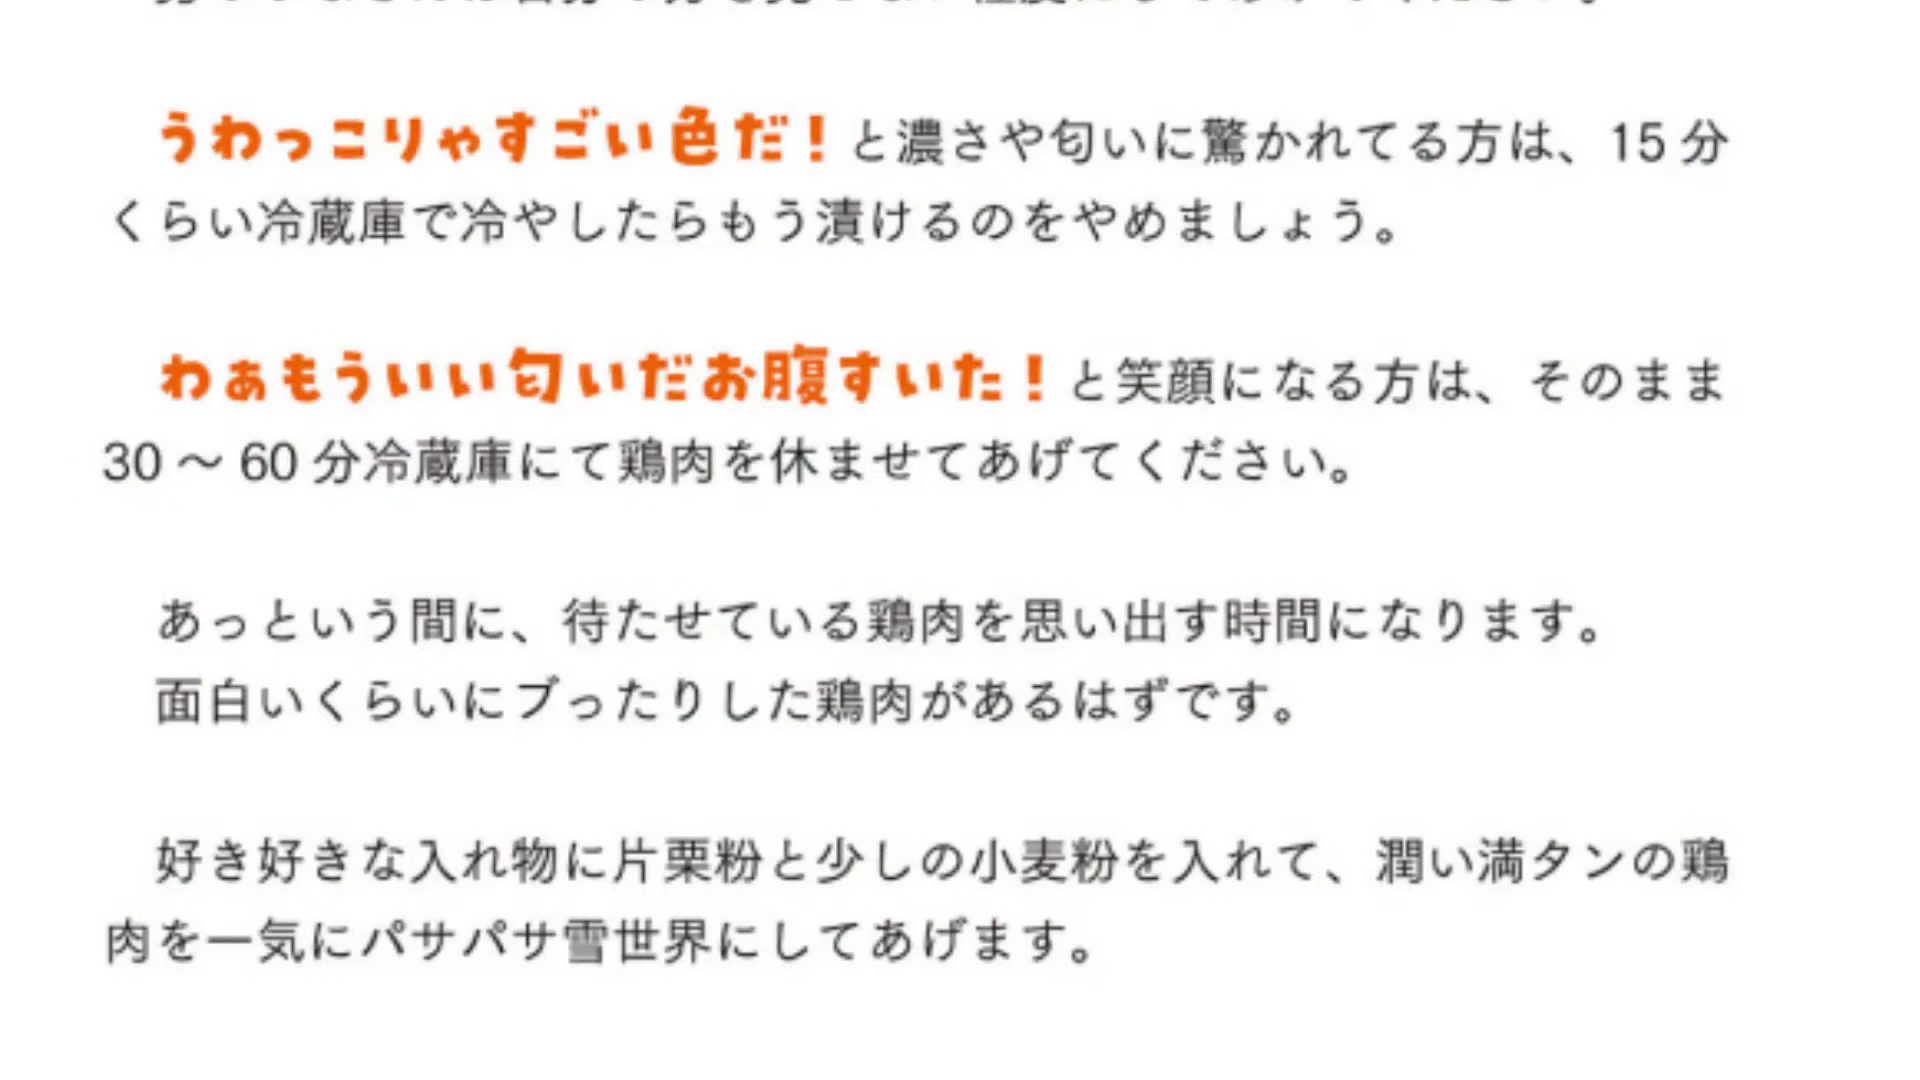 うわっこりゃすごい色だ！と濃さや匂いに驚かれてる方は、15 分
くらい冷蔵庫で冷やしたらもう漬けるのをやめましょう。
わぁもういい匂いだお腹すいた！と笑顔になる方は、そのまま
30 〜 60 分冷蔵庫にて鶏肉を休ませてあげてください。
あっという間に、待たせている鶏肉を思い出す時間になります。
面白いくらいにブったりした鶏肉があるはずです。
好き好きな入れ物に片栗粉と少しの小麦粉を入れて、潤い満タンの鶏
肉を一気にパサパサ雪世界にしてあげます。